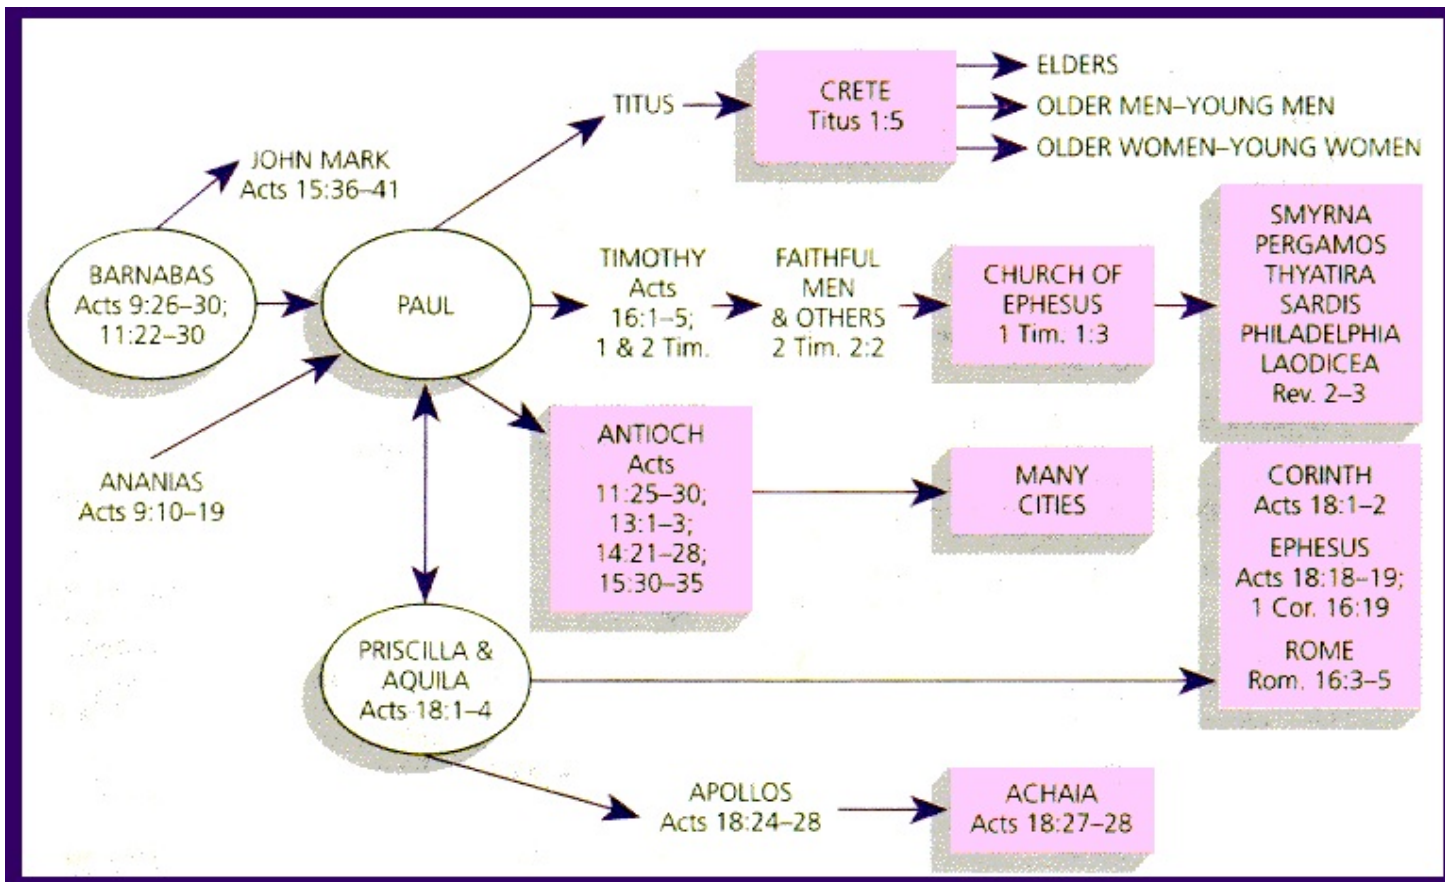 TITUS
CRETE
Titus 1:5
ELDERS
OLDER MEN–YOUNG MEN
OLDER WOMEN–YOUNG WOMEN
JOHN MARK
Acts 15:36–41
BARNABAS
Acts 9:26–30;
11:22–30
PAUL
TIMOTHY
Acts
16:1–5;
1 & 2 Tim.
FAITHFUL
MEN
& OTHERS
2 Tim. 2:2
CHURCH OF
EPHESUS
1 Tim. 1:3
SMYRNA
PERGAMOS
THYATIRA
SARDIS
PHILADELPHIA
LAODICEA
Rev. 2–3
ANANIAS
Acts 9:10–19
ANTIOCH
Acts
11:25–30;
13:1–3;
14:21–28;
15:30–35
MANY
CITIES
CORINTH
Acts 18:1–2
EPHESUS
Acts 18:18–19;
1 Cor. 16:19
ROME
Rom. 16:3–5
PRISCILLA &
AQUILA
Acts 18:1–4
APOLLOS
Acts 18:24–28
ACHAIA
Acts 18:27–28